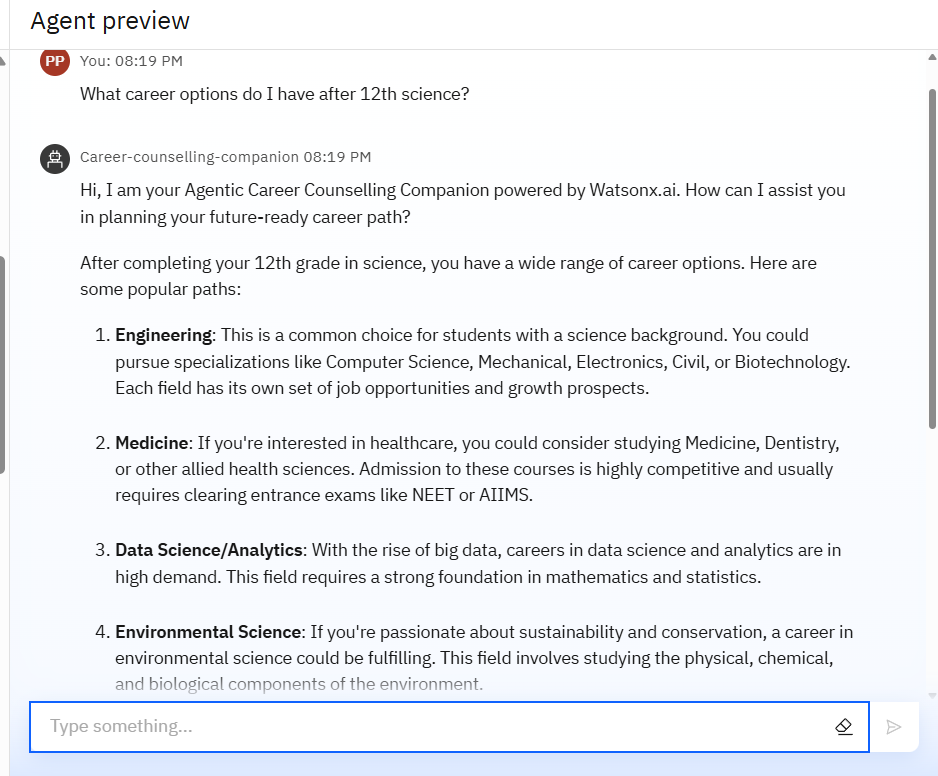 Agent preview
PP You: 08:19 PM
What career options do I have after 12th science?
Career-counselling-companion 08:19 PM
Hi, I am your Agentic Career Counselling Companion powered by Watsonx.ai. How can I assist you
in planning your future-ready career path?
After completing your 12th grade in science, you have a wide range of career options. Here are
some popular paths:
1. Engineering: This is a common choice for students with a science background. You could
pursue specializations like Computer Science, Mechanical, Electronics, Civil, or Biotechnology.
Each field has its own set of job opportunities and growth prospects.
2. Medicine: If you're interested in healthcare, you could consider studying Medicine, Dentistry,
or other allied health sciences. Admission to these courses is highly competitive and usually
requires clearing entrance exams like NEET or AIIMS.
3. Data Science/Analytics: With the rise of big data, careers in data science and analytics are in
high demand. This field requires a strong foundation in mathematics and statistics.
4. Environmental Science: If you're passionate about sustainability and conservation, a career in
environmental science could be fulfilling. This field involves studying the physical, chemical,
and biological components of the environment.
Type something...